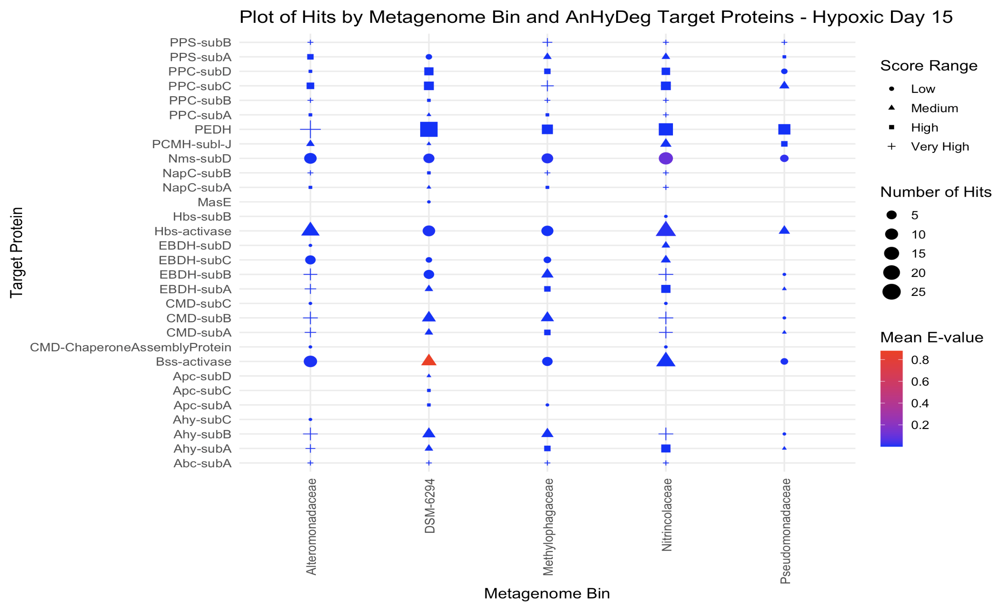 Plot of Hits by Metagenome Bin and AnHyDeg Target Proteins - Hypoxic Day 15
Target Protein
PPS-subB
PPS-subA
PPC-subD
PPC-subC
PPC-subB
PPC-subA
PEDH
PCMH-subI-J
Nms-subD
NapC-subB
NapC-subA
MasE
Hbs-subB
Hbs-activase
EBDH-subD
EBDH-subC
EBDH-subB
EBDH-subA
CMD-subC
CMD-subB
CMD-subA
CMD-ChaperoneAssemblyProtein
Bss-activase
Apc-subD
Apc-subC
Apc-subA
Ahy-subC
Ahy-subB
Ahy-subA
Abc-subA
Alteromonadaceae
DSM-6294
Methylophagaceae
Nitrincolaceae
Pseudomonadaceae
Metagenome Bin
Score Range
Low
Medium
High
Very High
Number of Hits
5
10
15
20
25
Mean E-value
0.8
0.6
0.4
0.2